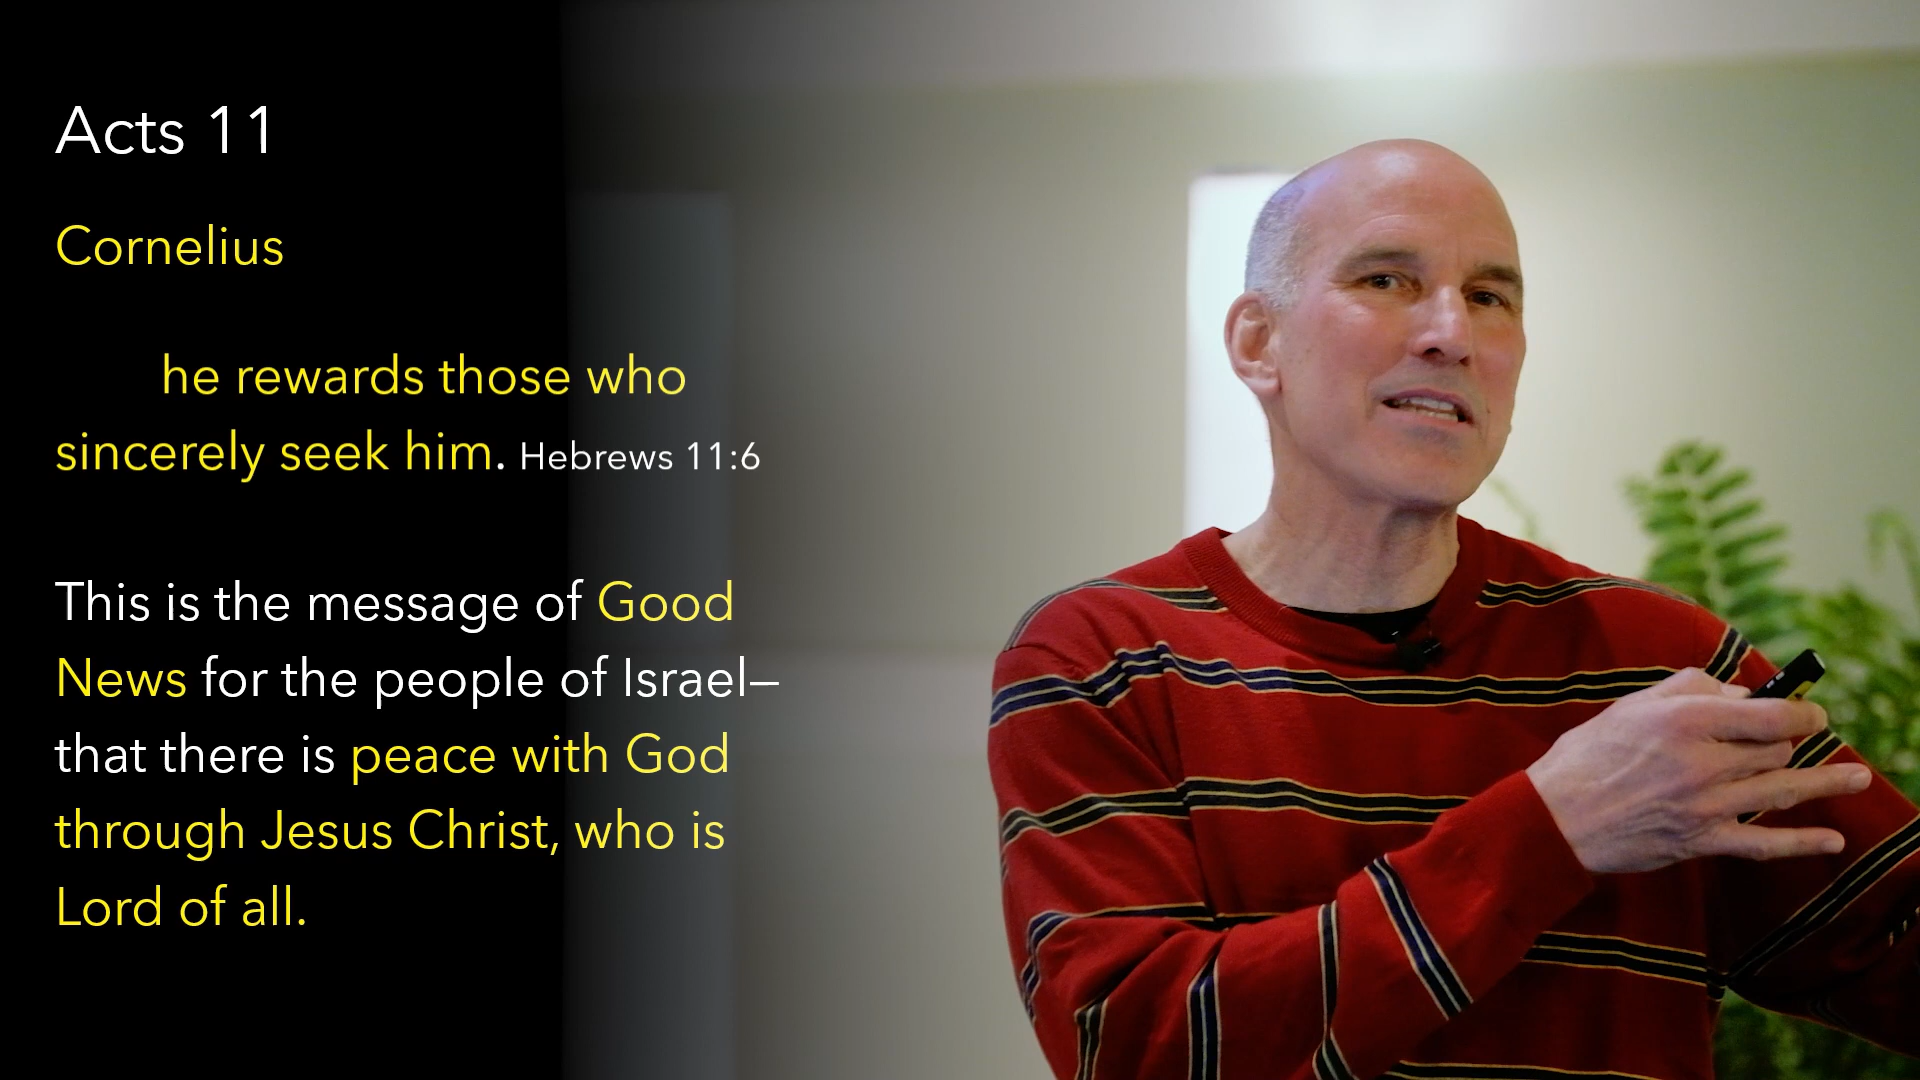 Acts 11
Cornelius
he rewards those who
sincerely seek him. Hebrews 11:6
This is the message of Good
News for the people of Israel—
that there is peace with God
through Jesus Christ, who is
Lord of all.